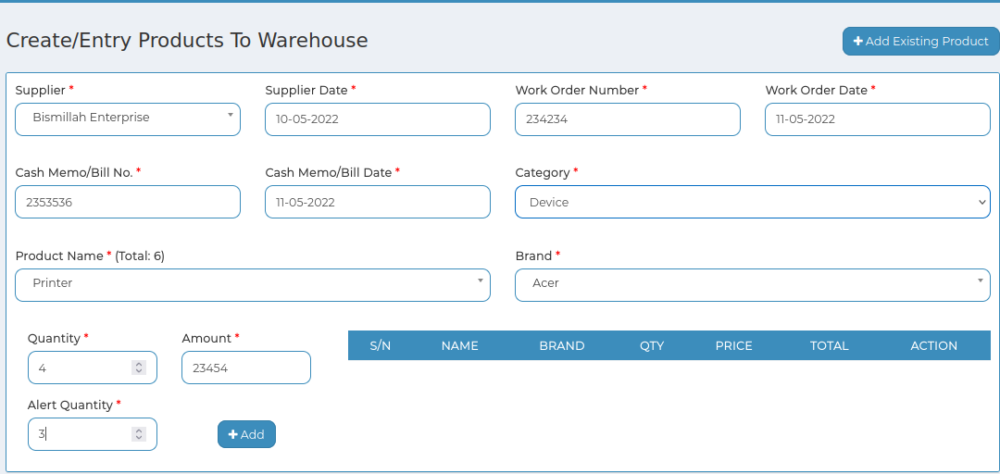 Create/Entry Products To Warehouse
+ Add Existing Product
Supplier * Supplier Date * Work Order Number * Work Order Date *
Bismillah Enterprise 10-05-2022 234234 11-05-2022
Cash Memo/Bill No. * Cash Memo/Bill Date * Category *
2353536 11-05-2022 Device
Product Name * (Total: 6) Brand *
Printer Acer
Quantity * Amount *
S/N NAME BRAND QTY PRICE TOTAL ACTION
4 23454
Alert Quantity *
3 + Add